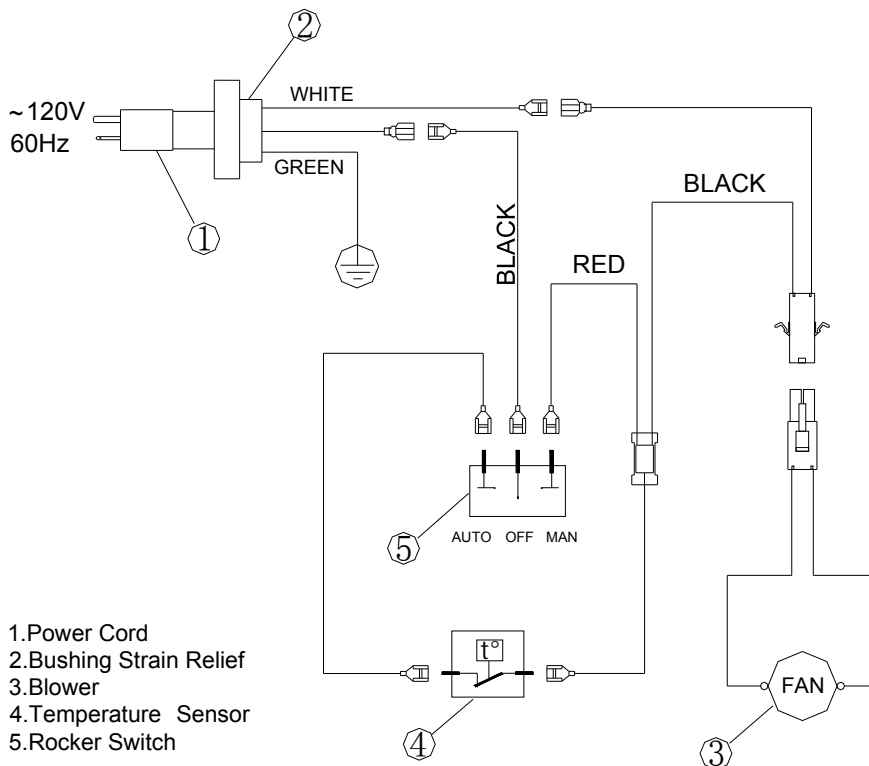 2
WHITE
~120V
60Hz
GREEN
1
BLACK
BLACK
RED
AUTO OFF MAN
5
1.Power Cord
2.Bushing Strain Relief
3.Blower
4.Temperature Sensor
5.Rocker Switch
t°
4
FAN
3